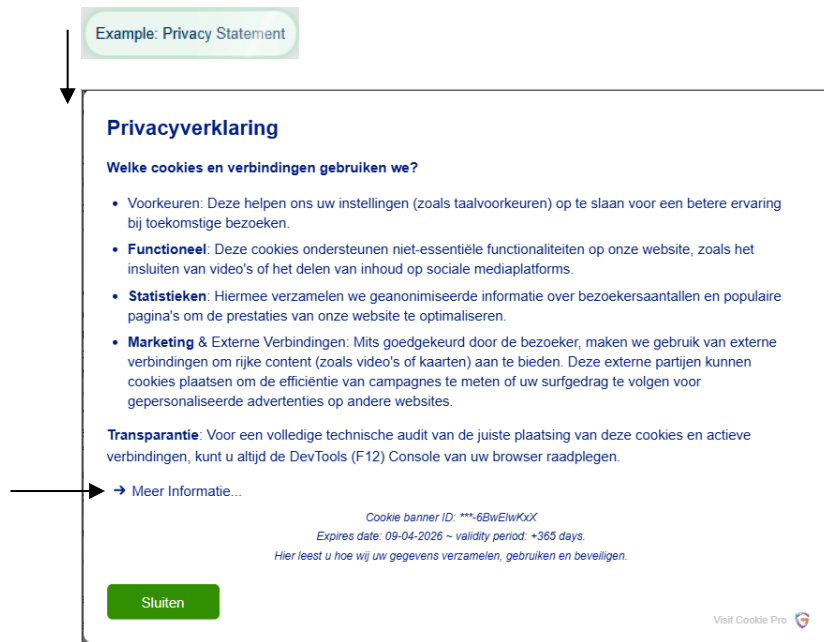 Example: Privacy Statement
Privacyverklaring
Welke cookies en verbindingen gebruiken we?
• Voorkeuren: Deze helpen ons uw instellingen (zoals taalvoorkeuren) op te slaan voor een betere ervaring
bij toekomstige bezoeken.
• Functioneel: Deze cookies ondersteunen niet-essentiële functionaliteiten op onze website, zoals het
insluiten van video's of het delen van inhoud op sociale mediaplatforms.
• Statistieken: Hiermee verzamelen we geanonimiseerde informatie over bezoekersaantallen en populaire
pagina's om de prestaties van onze website te optimaliseren.
• Marketing & Externe Verbindingen: Mits goedgekeurd door de bezoeker, maken we gebruik van externe
verbindingen om rijke content (zoals video's of kaarten) aan te bieden. Deze externe partijen kunnen
cookies plaatsen om de efficiëntie van campagnes te meten of uw surfgedrag te volgen voor
gepersonaliseerde advertenties op andere websites.
Transparantie: Voor een volledige technische audit van de juiste plaatsing van deze cookies en actieve
verbindingen, kunt u altijd de DevTools (F12) Console van uw browser raadplegen.
→ Meer Informatie...
Cookie banner ID: ***-6BwElwKxX
Expires date: 09-04-2026 ~ validity period: +365 days.
Hier leest u hoe wij uw gegevens verzamelen, gebruiken en beveiligen.
Sluiten
Visit Cookie Pro